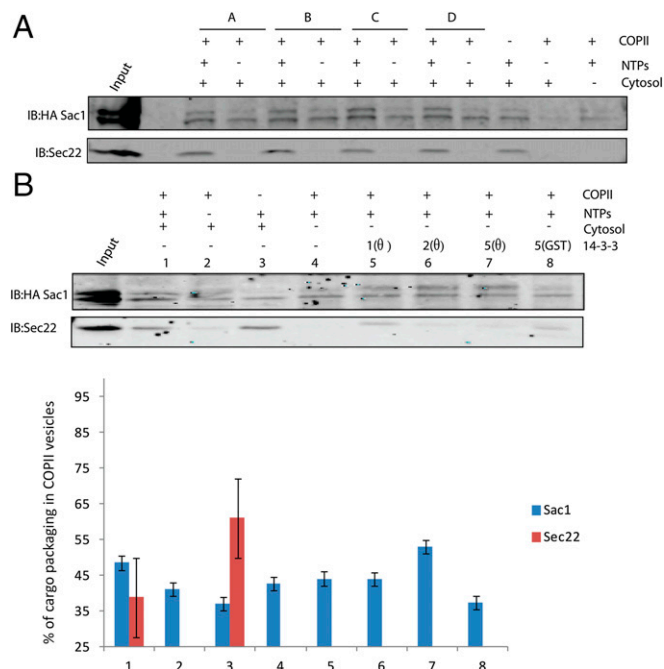 A
A B C D
+ + + + + + + + - + + COPII
Input + - + - + - + - + - + NTPs
+ + + + + + + + + + - Cytosol
IB:HA Sac1
IB:Sec22
B
+ + - + + + + + COPII
Input + - + + + + + + NTPs
+ + + - - - - - Cytosol
- - - - 1(θ) 2(θ) 5(θ) 5(GST) 14-3-3
1 2 3 4 5 6 7 8
IB:HA Sac1
IB:Sec22
% of cargo packaging in COPII vesicles
95
85
75
65
55
45
35
25
Sac1
Sec22
1 2 3 4 5 6 7 8